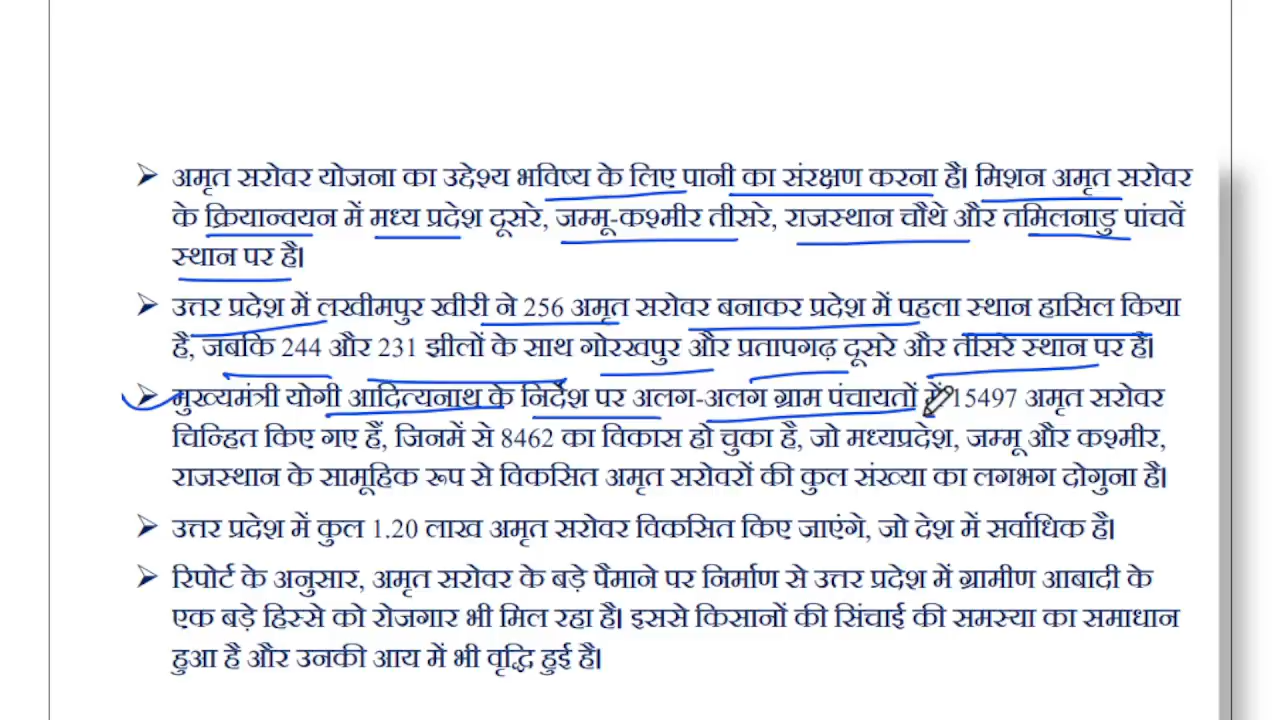 ➢ अमृत सरोवर योजना का उद्देश्य भविष्य के लिए पानी का संरक्षण करना है। मिशन अमृत सरोवर
के क्रियान्वयन में मध्य प्रदेश दूसरे, जम्मू-कश्मीर तीसरे, राजस्थान चौथे और तमिलनाडु पांचवें
स्थान पर है।
➢ उत्तर प्रदेश में लखीमपुर खीरी ने 256 अमृत सरोवर बनाकर प्रदेश में पहला स्थान हासिल किया
है, जबकि 244 और 231 झीलों के साथ गोरखपुर और प्रतापगढ़ दूसरे और तीसरे स्थान पर हैं।
➢ मुख्यमंत्री योगी आदित्यनाथ के निर्देश पर अलग-अलग ग्राम पंचायतों में 15497 अमृत सरोवर
चिन्हित किए गए हैं, जिनमें से 8462 का विकास हो चुका है, जो मध्यप्रदेश, जम्मू और कश्मीर,
राजस्थान के सामूहिक रूप से विकसित अमृत सरोवरों की कुल संख्या का लगभग दोगुना है।
➢ उत्तर प्रदेश में कुल 1.20 लाख अमृत सरोवर विकसित किए जाएंगे, जो देश में सर्वाधिक है।
➢ रिपोर्ट के अनुसार, अमृत सरोवर के बड़े पैमाने पर निर्माण से उत्तर प्रदेश में ग्रामीण आबादी के
एक बड़े हिस्से को रोजगार भी मिल रहा है। इससे किसानों की सिंचाई की समस्या का समाधान
हुआ है और उनकी आय में भी वृद्धि हुई है।